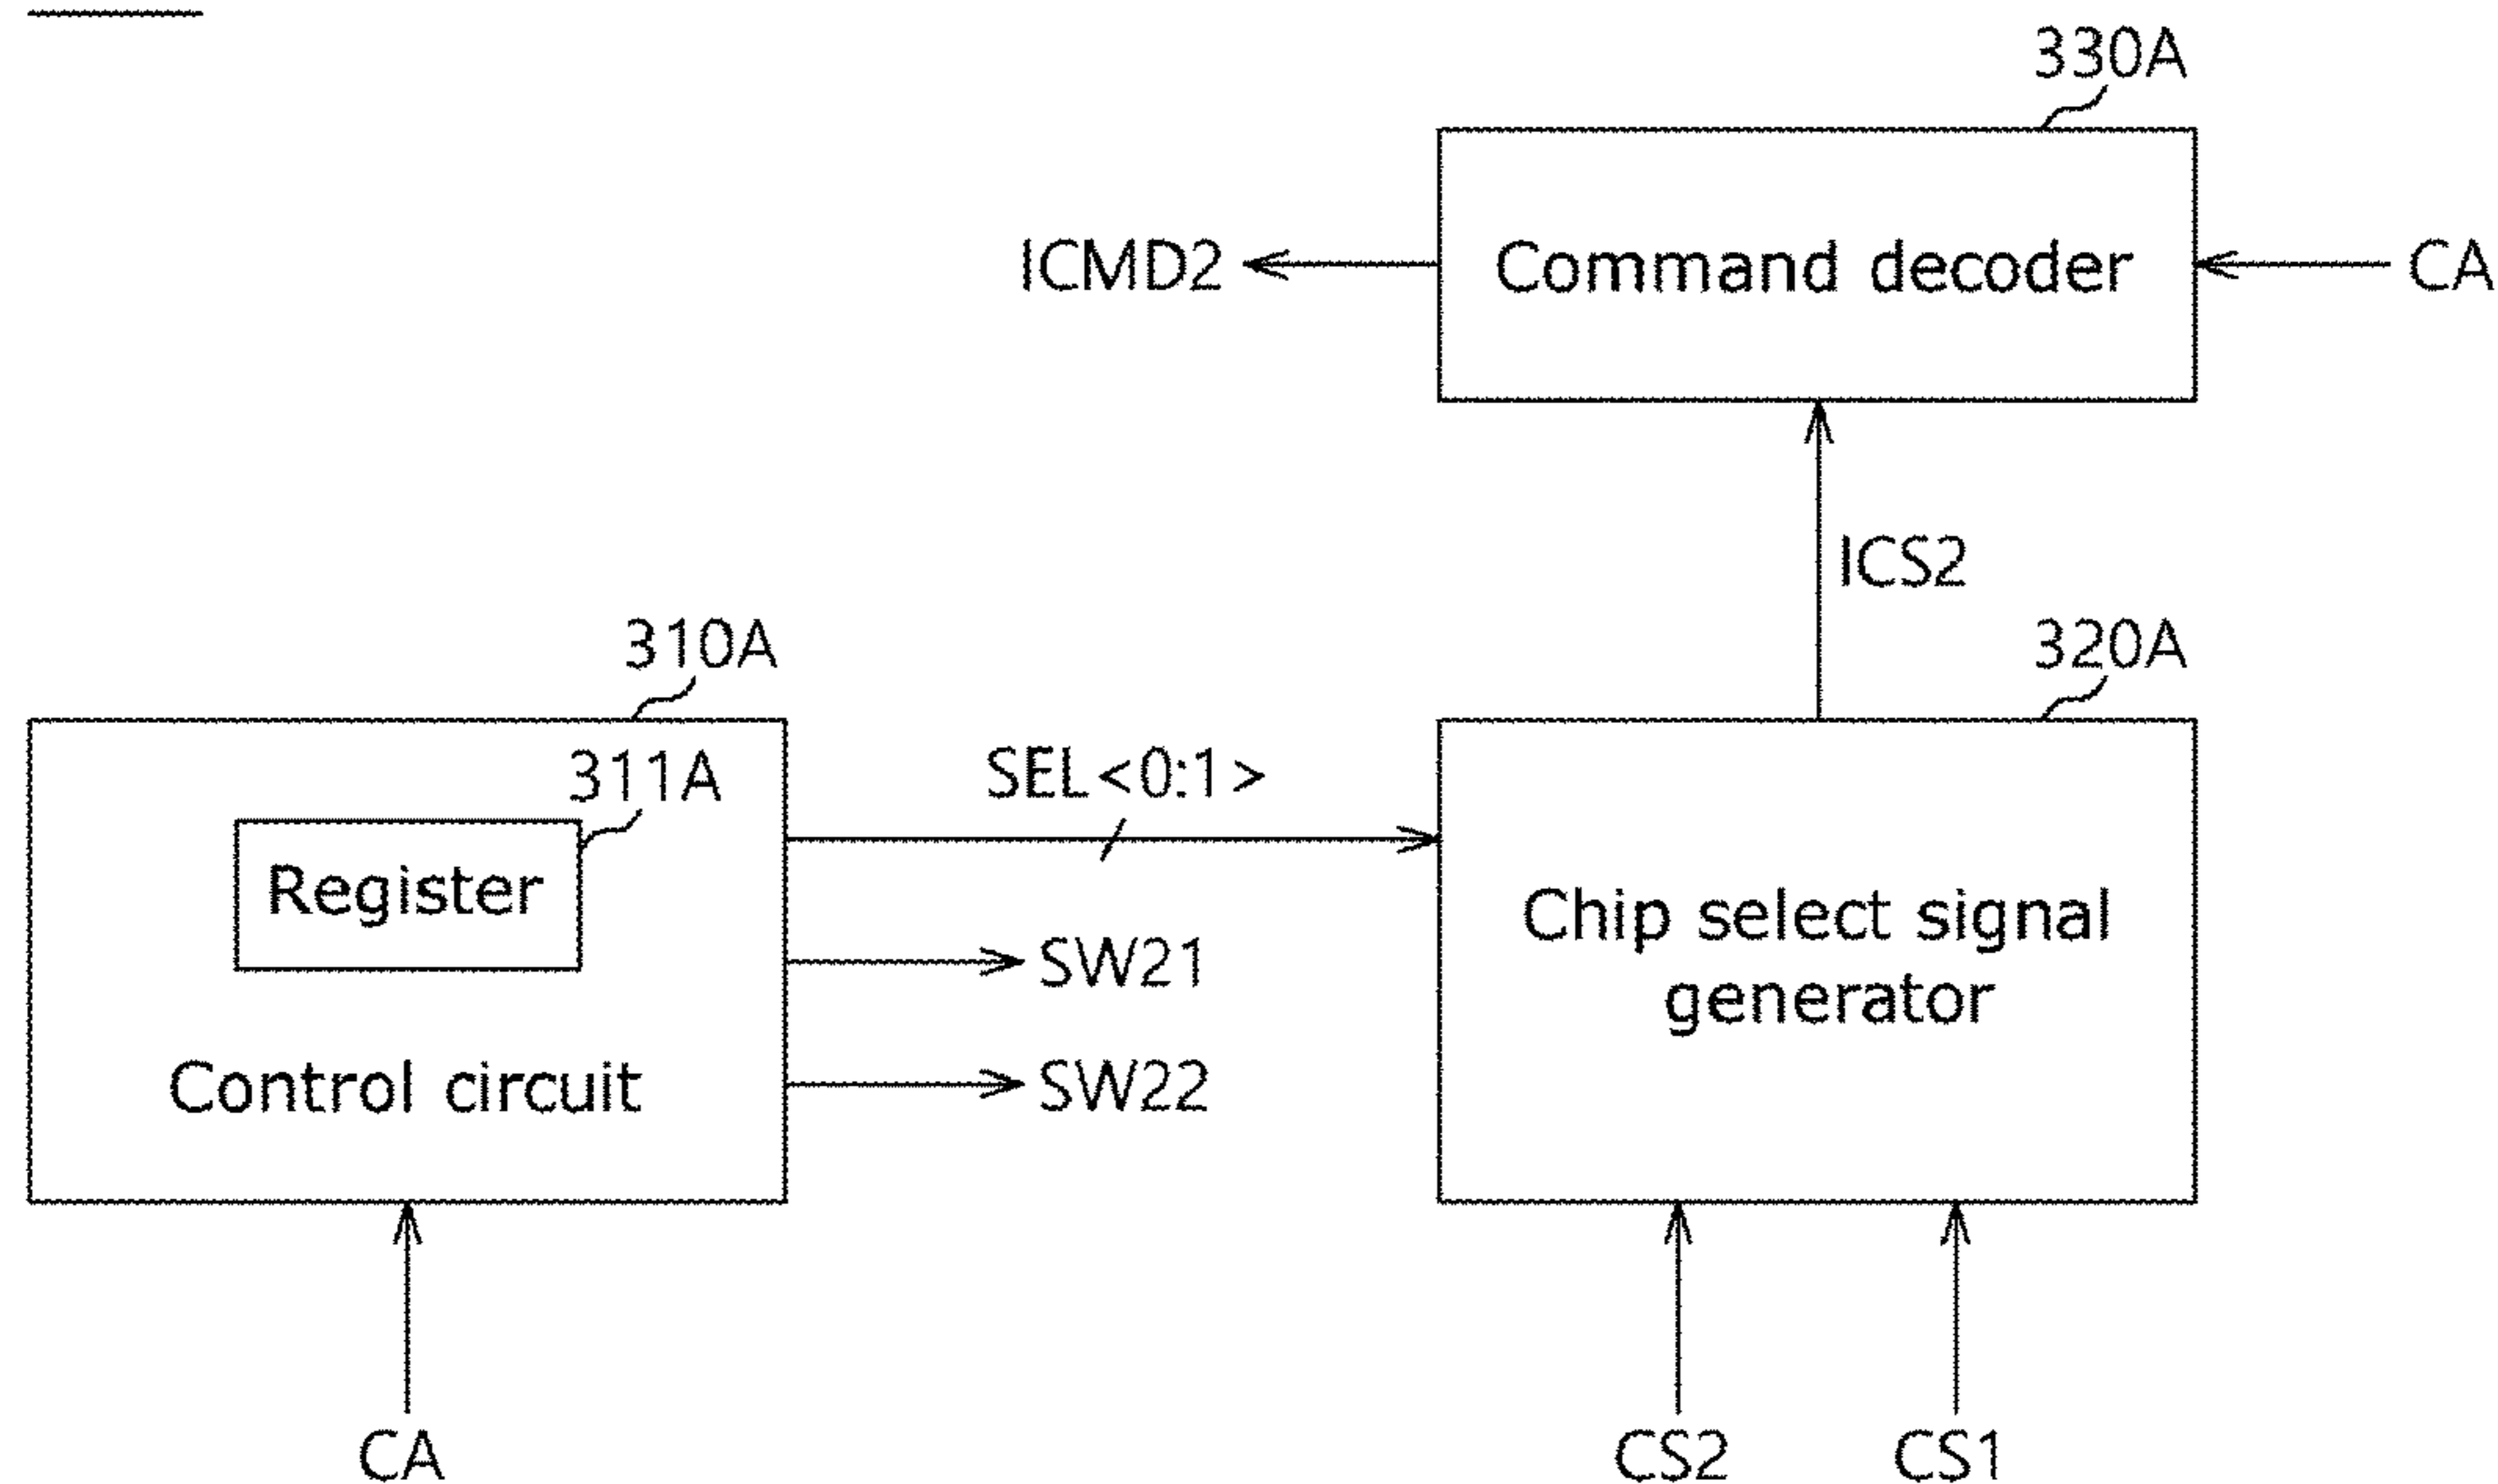 330A
Command decoder
ICMD2
CA
ICS2
310A
320A
311A
SEL<0:1>
Register
Chip select signal
generator
SW21
Control circuit
SW22
CA
CS2
CS1